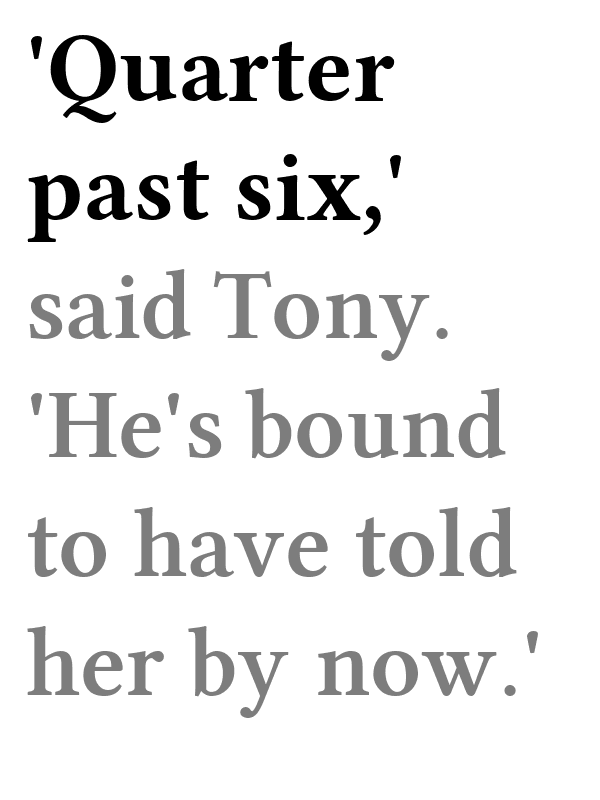 'Quarter
past six,'
said Tony.
'He's bound
to have told
her by now.'